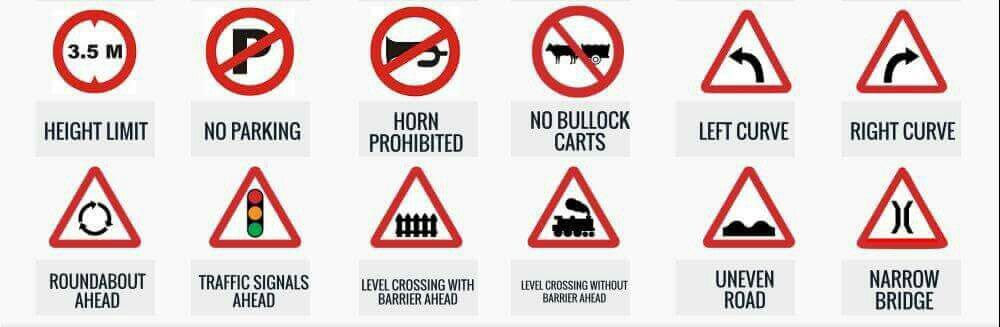 3.5 M
P
HEIGHT LIMIT
NO PARKING
HORN
PROHIBITED
NO BULLOCK
CARTS
LEFT CURVE
RIGHT CURVE
ROUNDABOUT
AHEAD
TRAFFIC SIGNALS
AHEAD
LEVEL CROSSING WITH
BARRIER AHEAD
LEVEL CROSSING WITHOUT
BARRIER AHEAD
UNEVEN
ROAD
NARROW
BRIDGE